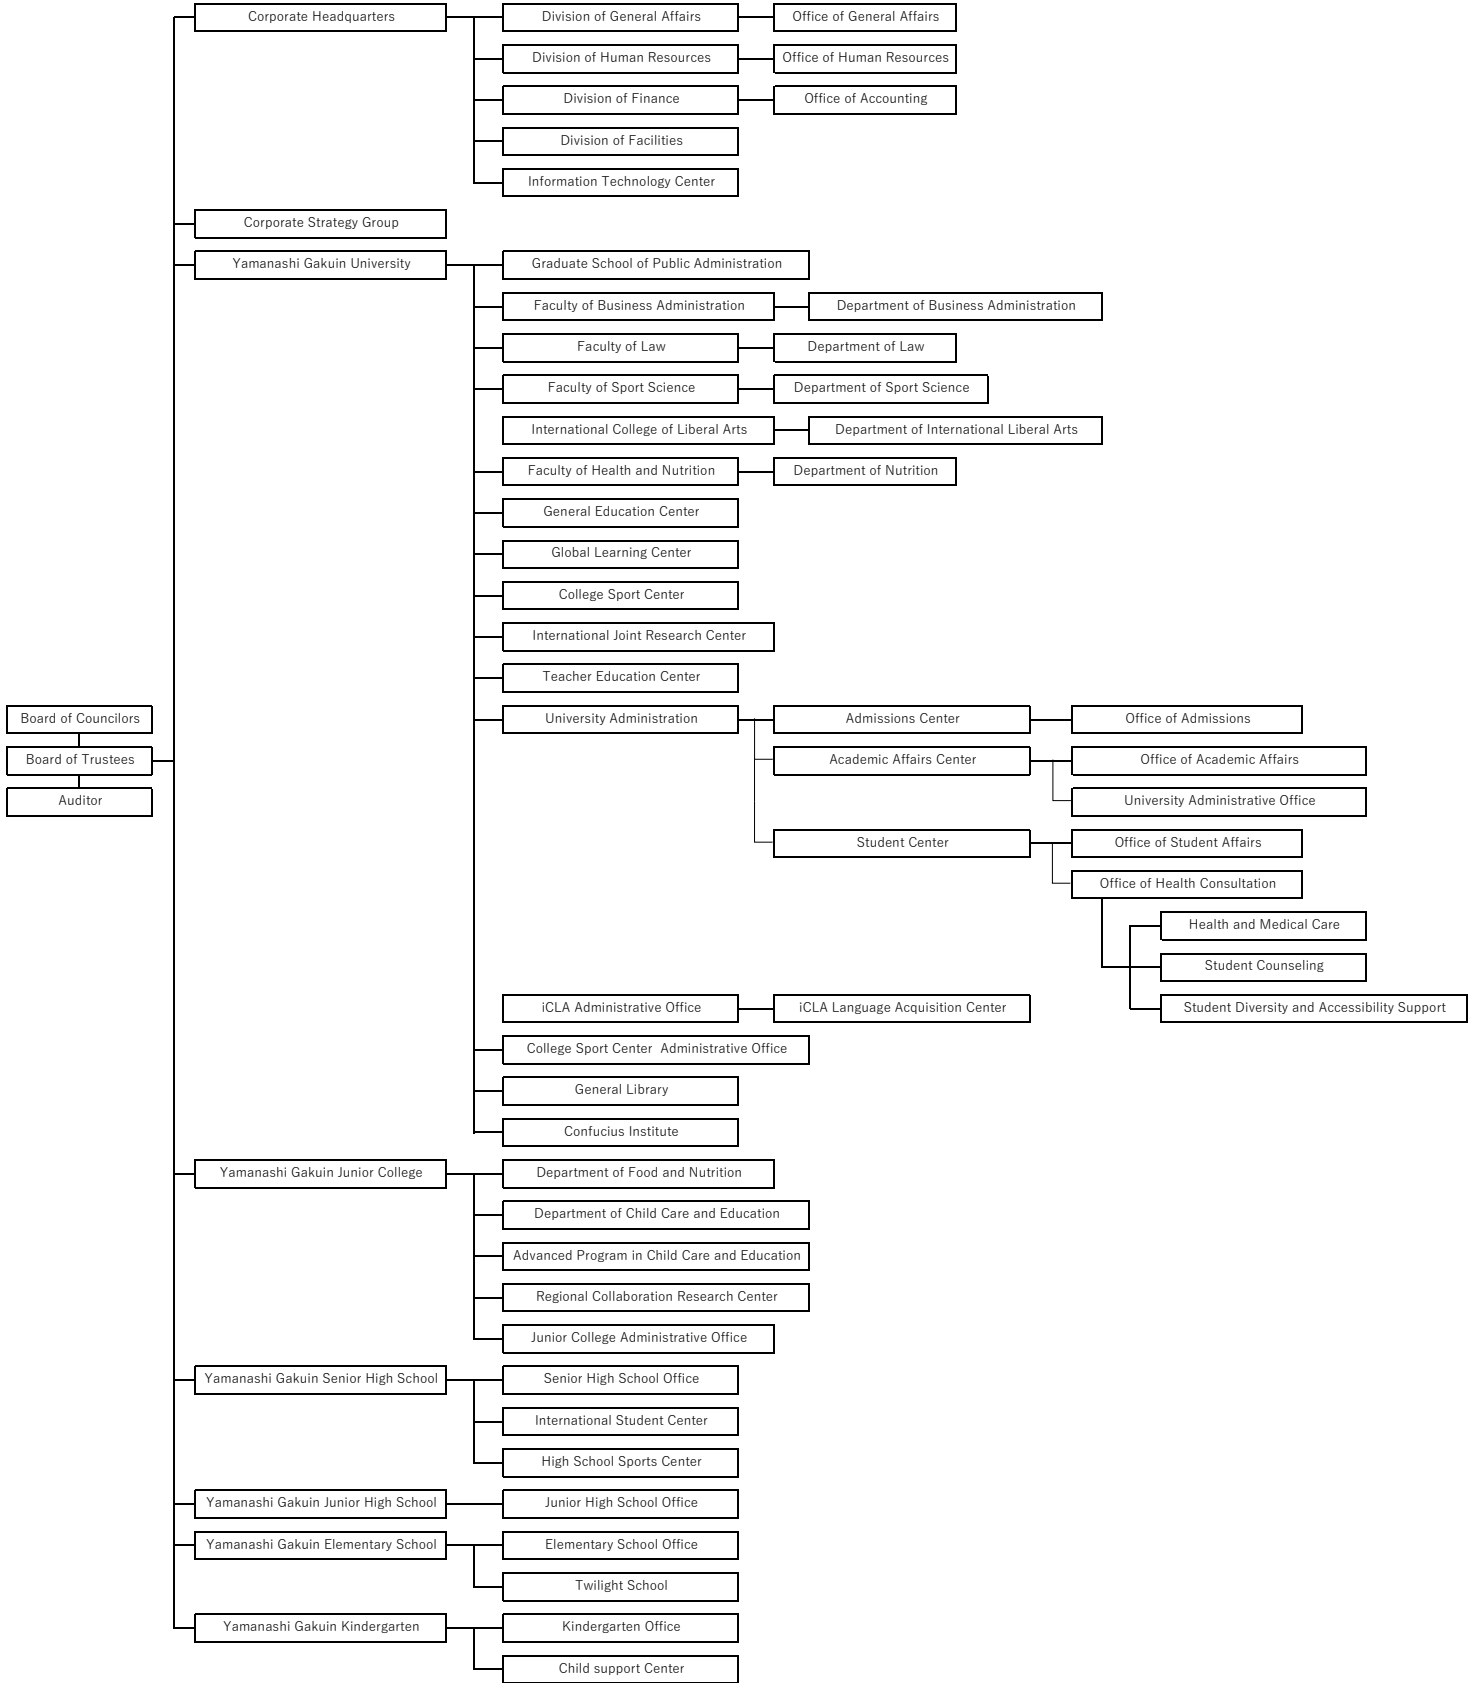 Corporate Headquarters
Division of General Affairs
Office of General Affairs
Division of Human Resources
Office of Human Resources
Division of Finance
Office of Accounting
Division of Facilities
Information Technology Center
Corporate Strategy Group
Yamanashi Gakuin University
Graduate School of Public Administration
Faculty of Business Administration
Department of Business Administration
Faculty of Law
Department of Law
Faculty of Sport Science
Department of Sport Science
International College of Liberal Arts
Department of International Liberal Arts
Faculty of Health and Nutrition
Department of Nutrition
General Education Center
Global Learning Center
College Sport Center
International Joint Research Center
Teacher Education Center
Board of Councilors
University Administration
Admissions Center
Office of Admissions
Board of Trustees
Academic Affairs Center
Office of Academic Affairs
Auditor
University Administrative Office
Student Center
Office of Student Affairs
Office of Health Consultation
Health and Medical Care
Student Counseling
iCLA Administrative Office
iCLA Language Acquisition Center
Student Diversity and Accessibility Support
College Sport Center  Administrative Office
General Library
Confucius Institute
Yamanashi Gakuin Junior College
Department of Food and Nutrition
Department of Child Care and Education
Advanced Program in Child Care and Education
Regional Collaboration Research Center
Junior College Administrative Office
Yamanashi Gakuin Senior High School
Senior High School Office
International Student Center
High School Sports Center
Yamanashi Gakuin Junior High School
Junior High School Office
Yamanashi Gakuin Elementary School
Elementary School Office
Twilight School
Yamanashi Gakuin Kindergarten
Kindergarten Office
Child support Center